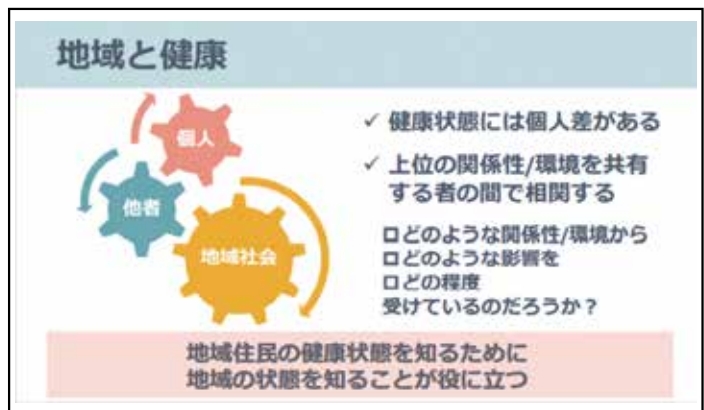 地域と健康
個人
他者
地域社会
✓ 健康状態には個人差がある
✓ 上位の関係性/環境を共有
する者の間で相関する
ロどのような関係性/環境から
ロどのような影響を
ロどの程度
受けているのだろうか？
地域住民の健康状態を知るために
地域の状態を知ることが役に立つ